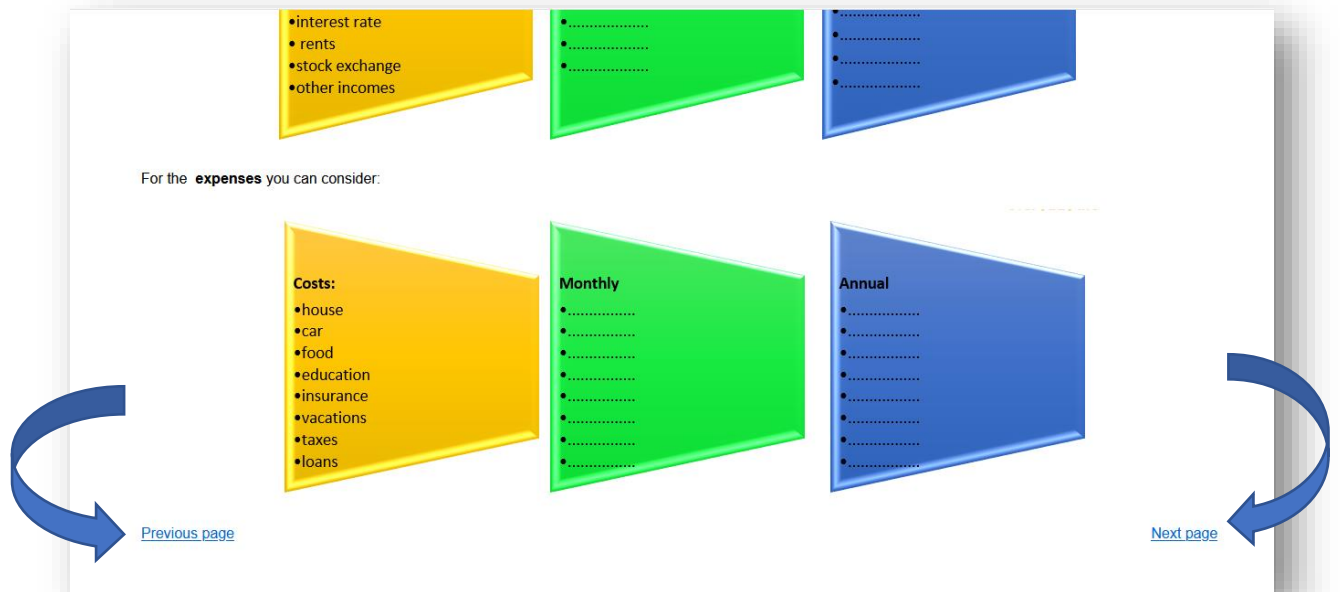 •interest rate
• rents
•stock exchange
•other incomes
•....................
•....................
•....................
•....................
•....................
•....................
•....................
For the expenses you can consider:
Costs:
•house
•car
•food
•education
•insurance
•vacations
•taxes
•loans
Monthly
•.................
•.................
•.................
•.................
•.................
•.................
•.................
•.................
Annual
•.................
•.................
•.................
•.................
•.................
•.................
•.................
•.................
Previous page
Next page